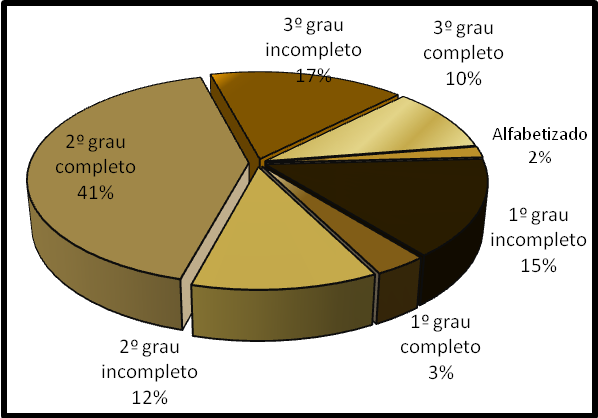 3º grau
incompleto
17%
3º grau
completo
10%
Alfabetizado
2%
1º grau
incompleto
15%
1º grau
completo
3%
2º grau
incompleto
12%
2º grau
completo
41%